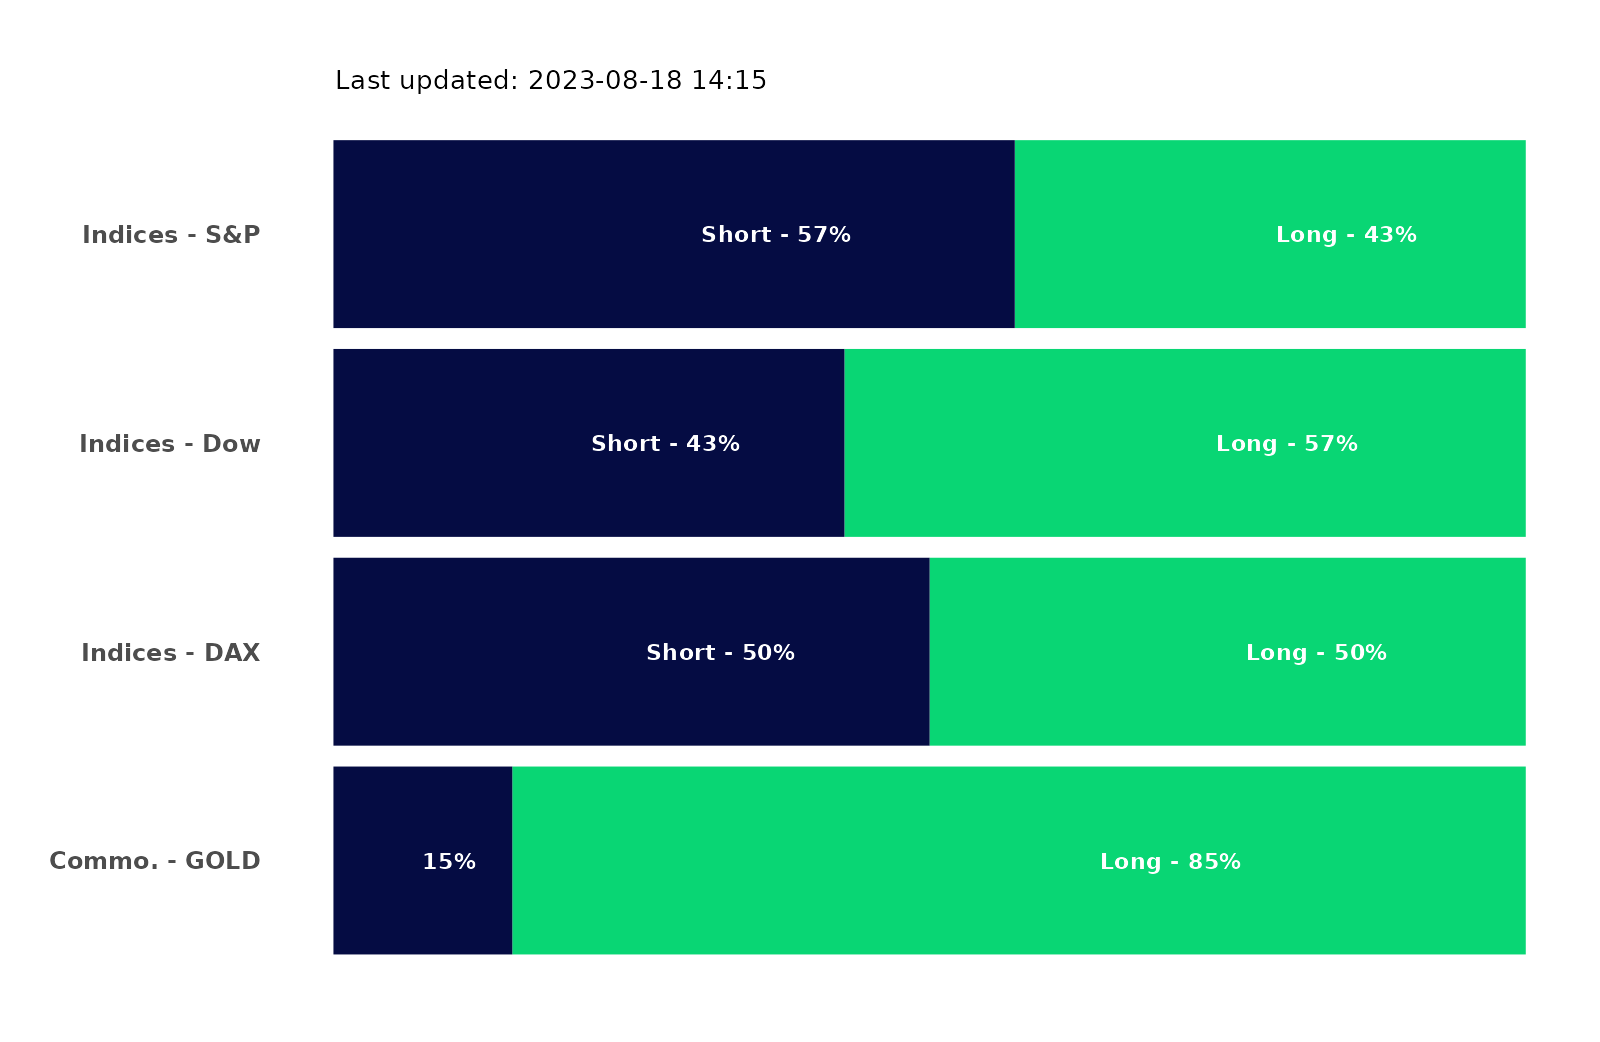 Last updated: 2023-08-18 14:15
Indices - S&P
Short - 57%
Long - 43%
Indices - Dow
Short - 43%
Long - 57%
Indices - DAX
Short - 50%
Long - 50%
Commo. - GOLD
15%
Long - 85%